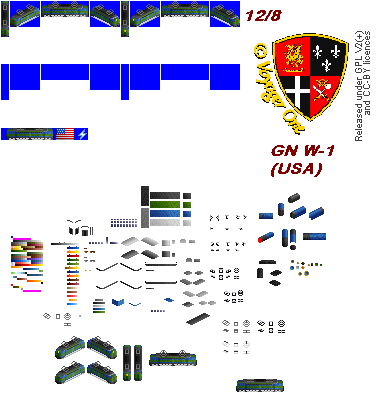 12/8
© Voyager One
Released under GPL V2(+)
and CC-BY licences
GN W-1
(USA)